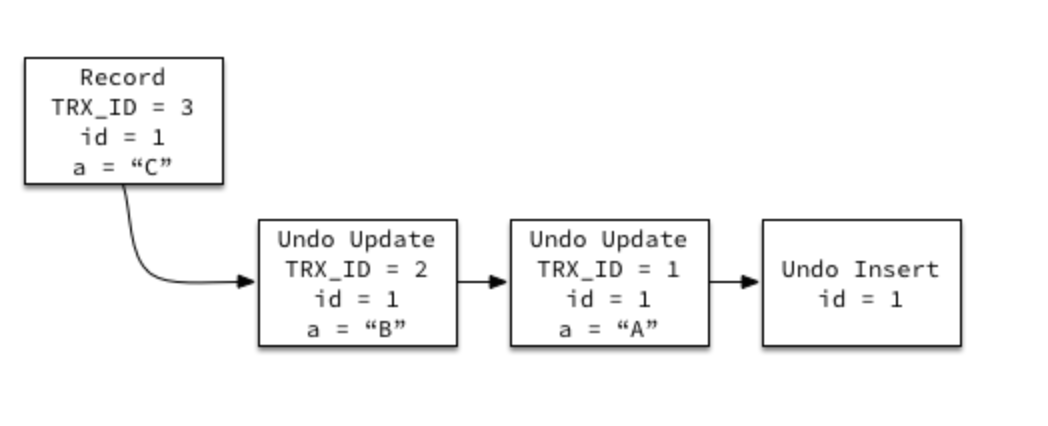 Record
TRX_ID = 3
id = 1
a = “C”
Undo Update
TRX_ID = 2
id = 1
a = “B”
Undo Update
TRX_ID = 1
id = 1
a = “A”
Undo Insert
id = 1